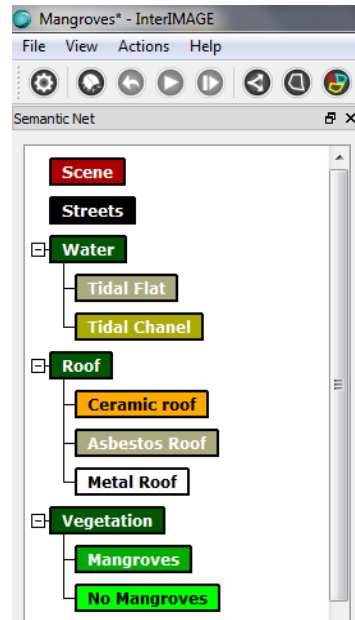 Mangroves* - InterIMAGE
File View Actions Help
Semantic Net
Scene
Streets
Water
Tidal Flat
Tidal Chanel
Roof
Ceramic roof
Asbestos Roof
Metal Roof
Vegetation
Mangroves
No Mangroves